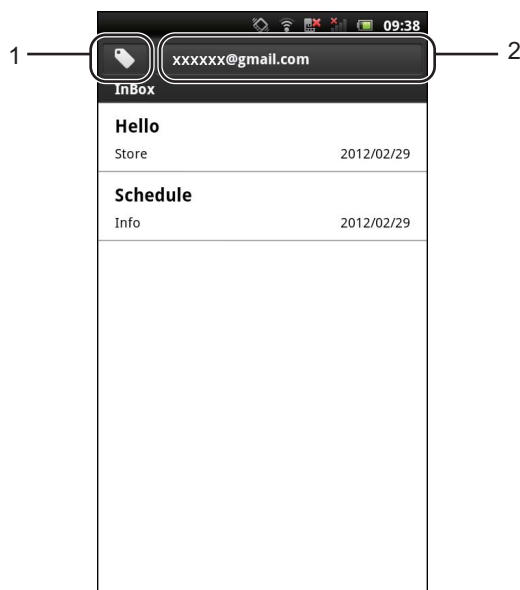 09:38
1 xxxxxx@gmail.com 2
InBox
Hello
Store 2012/02/29
Schedule
Info 2012/02/29